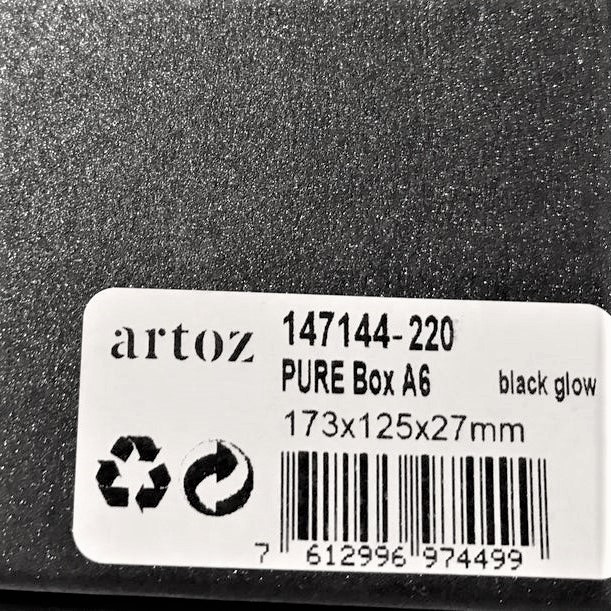 artoz
147144-220
PURE Box A6 black glow
173x125x27mm
7 612996 974499